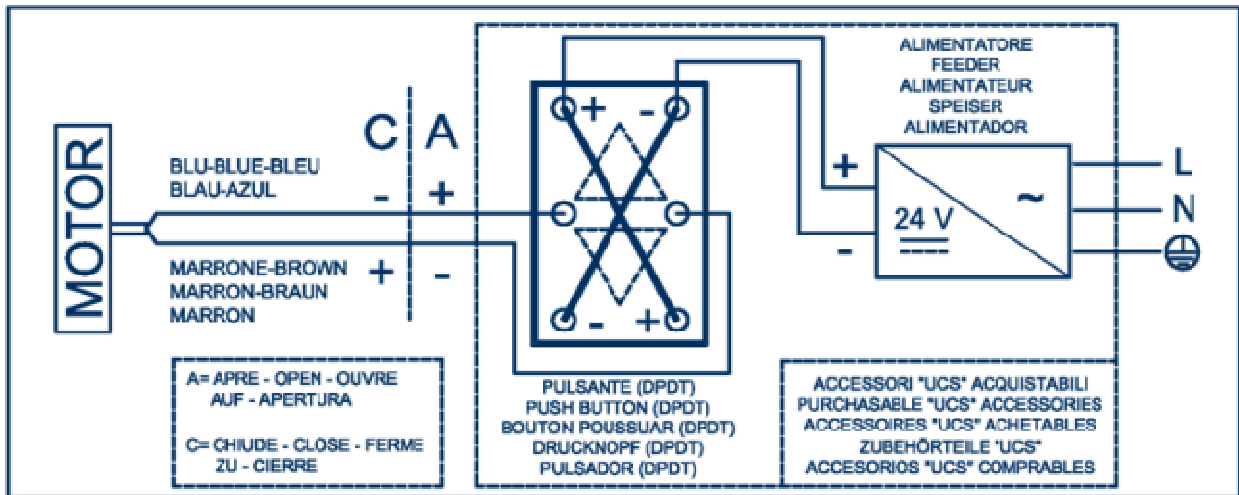 MOTOR
BLU-BLUE-BLEU
BLAU-AZUL
MARRONE-BROWN
MARRON-BRAUN
MARRON
C A
- +
+ -
+ -
- +
ALIMENTATORE
FEEDER
ALIMENTATEUR
SPEISER
ALIMENTADOR
+
-
24 V
~
L
N
A= APRE - OPEN - OUVRE
AUF - APERTURA
C= CHIUDE - CLOSE - FERME
ZU - CIERRE
PULSANTE (DPDT)
PUSH BUTTON (DPDT)
BOUTON POUSSUAR (DPDT)
DRUCKNOPF (DPDT)
PULSADOR (DPDT)
ACCESSORI "UCS" ACQUISTABILI
PURCHASABLE "UCS" ACCESSORIES
ACCESSOIRES "UCS" ACHETABLES
ZUBEHÖRTEILE "UCS"
ACCESORIOS "UCS" COMPRABLES